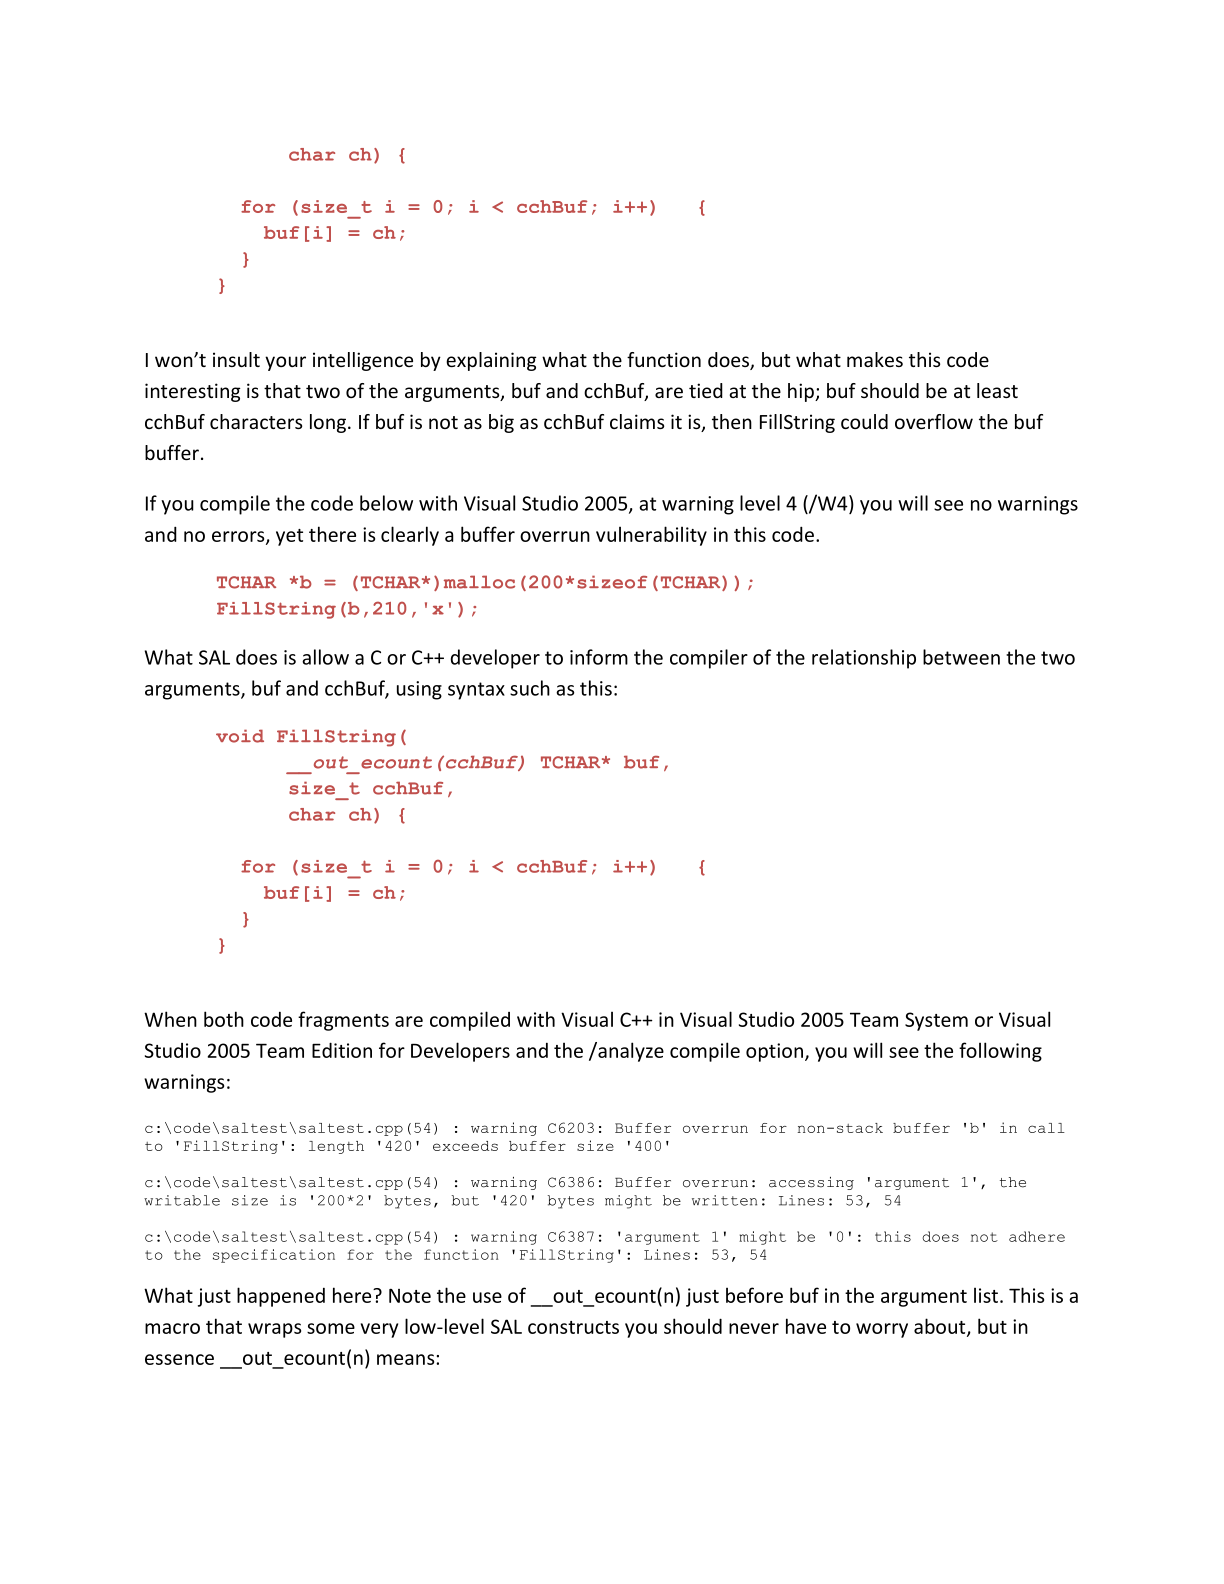 char ch) {
for (size_t i = 0; i < cchBuf; i++) {
buf[i] = ch;
}
}
I won’t insult your intelligence by explaining what the function does, but what makes this code
interesting is that two of the arguments, buf and cchBuf, are tied at the hip; buf should be at least
cchBuf characters long. If buf is not as big as cchBuf claims it is, then FillString could overflow the buf
buffer.
If you compile the code below with Visual Studio 2005, at warning level 4 (/W4) you will see no warnings
and no errors, yet there is clearly a buffer overrun vulnerability in this code.
TCHAR *b = (TCHAR*)malloc(200*sizeof(TCHAR));
FillString(b,210,'x');
What SAL does is allow a C or C++ developer to inform the compiler of the relationship between the two
arguments, buf and cchBuf, using syntax such as this:
void FillString(
__out_ecount(cchBuf) TCHAR* buf,
size_t cchBuf,
char ch) {
for (size_t i = 0; i < cchBuf; i++) {
buf[i] = ch;
}
}
When both code fragments are compiled with Visual C++ in Visual Studio 2005 Team System or Visual
Studio 2005 Team Edition for Developers and the /analyze compile option, you will see the following
warnings:
c:\code\saltest\saltest.cpp(54) : warning C6203: Buffer overrun for non-stack buffer 'b' in call
to 'FillString': length '420' exceeds buffer size '400'
c:\code\saltest\saltest.cpp(54) : warning C6386: Buffer overrun: accessing 'argument 1', the
writable size is '200*2' bytes, but '420' bytes might be written: Lines: 53, 54
c:\code\saltest\saltest.cpp(54) : warning C6387: 'argument 1' might be '0': this does not adhere
to the specification for the function 'FillString': Lines: 53, 54
What just happened here? Note the use of __out_ecount(n) just before buf in the argument list. This is a
macro that wraps some very low-level SAL constructs you should never have to worry about, but in
essence __out_ecount(n) means: